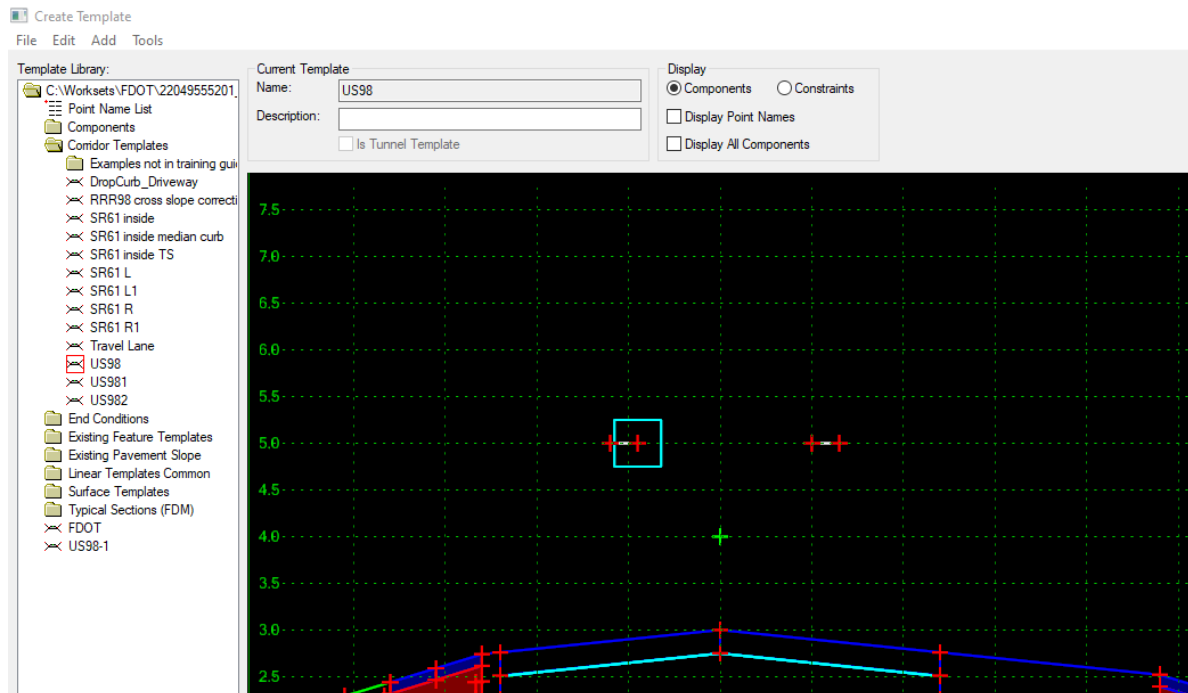 Create Template
File Edit Add Tools
Template Library:
C:\Worksets\FDOT\22049555201_
Point Name List
Components
Corridor Templates
Examples not in training gui
DropCurb_Driveway
RRR98 cross slope correcti
SR61 inside
SR61 inside median curb
SR61 inside TS
SR61 L
SR61 L1
SR61 R
SR61 R1
Travel Lane
US98
US981
US982
End Conditions
Existing Feature Templates
Existing Pavement Slope
Linear Templates Common
Surface Templates
Typical Sections (FDM)
FDOT
US98-1
Current Template
Name: US98
Description:
Is Tunnel Template
Display
Components Constraints
Display Point Names
Display All Components
7.5
7.0
6.5
6.0
5.5
5.0
4.5
4.0
3.5
3.0
2.5